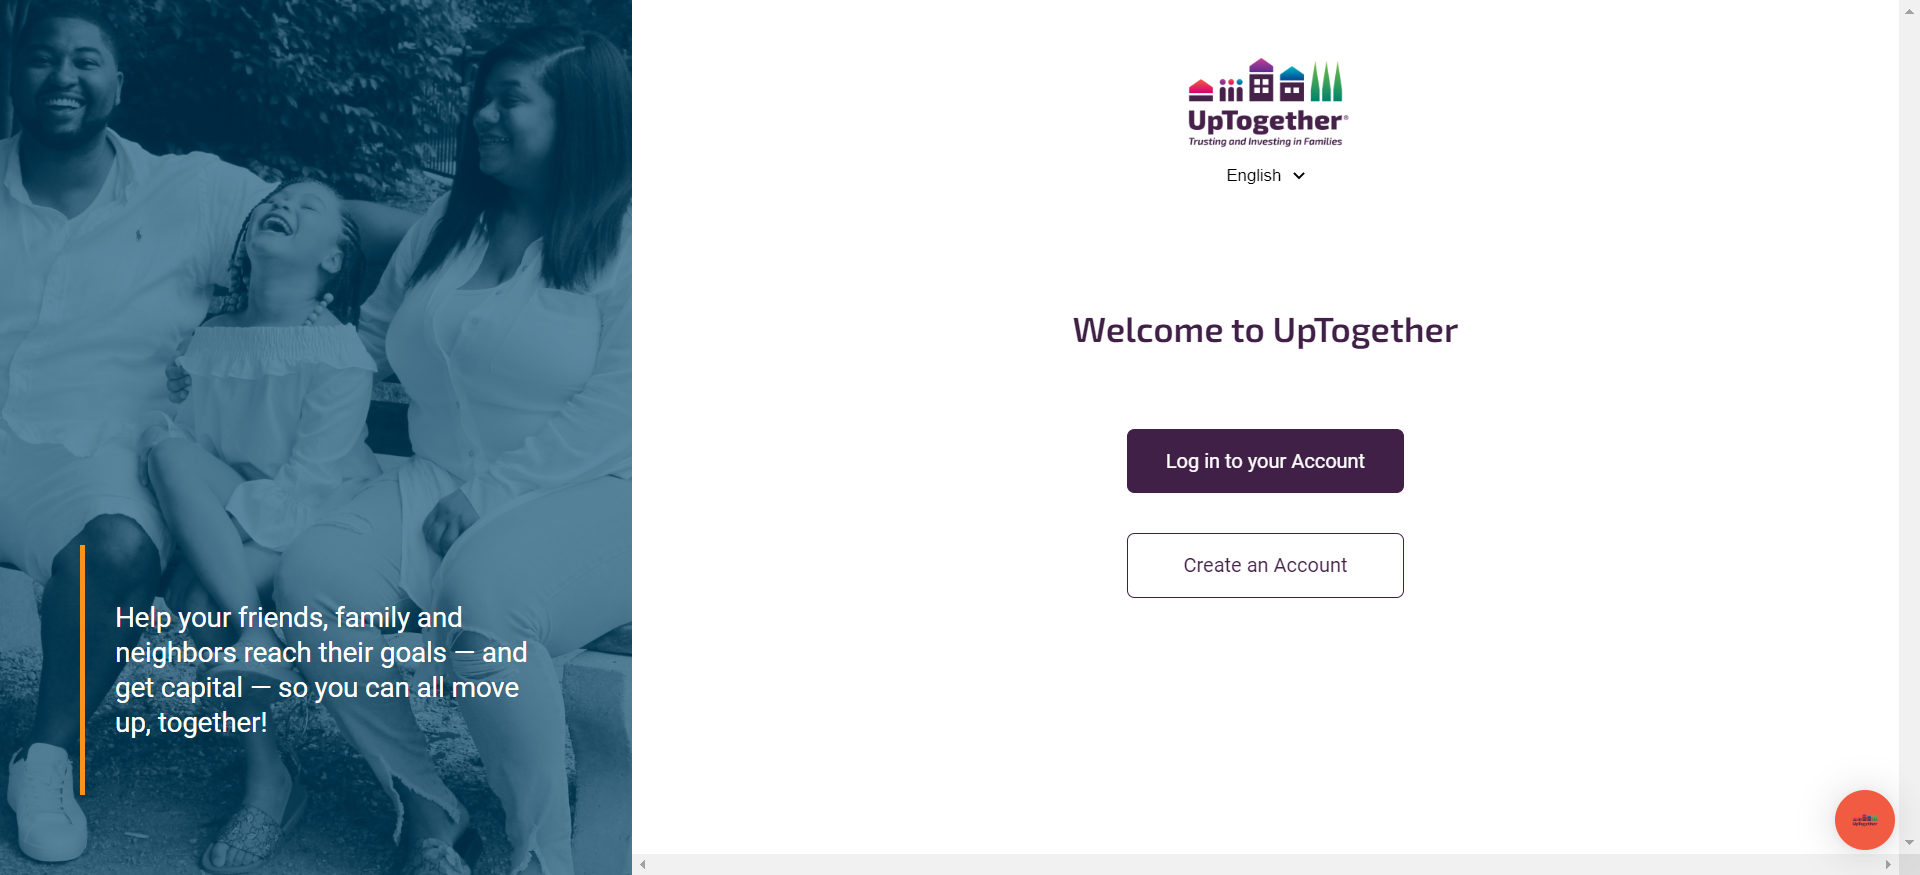 Help your friends, family and
neighbors reach their goals — and
get capital — so you can all move
up, together!
UpTogether®
Trusting and Investing in Families
English
Welcome to UpTogether
Log in to your Account
Create an Account
UpTogether